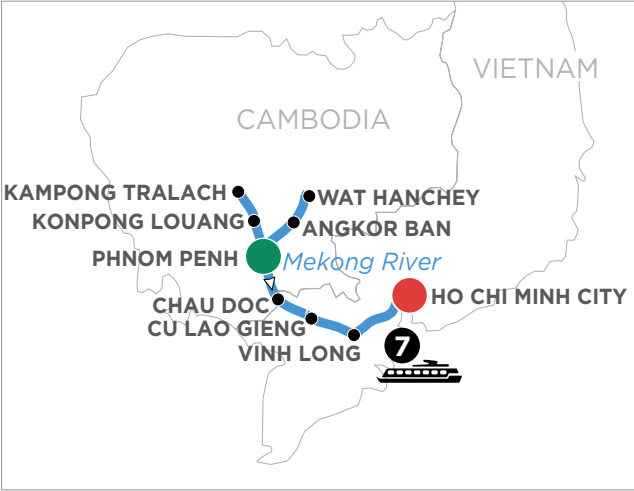 VIETNAM
CAMBODIA
KAMPONG TRALACH
WAT HANCHEY
KONPONG LOUANG
ANGKOR BAN
PHNOM PENH
Mekong River
CHAU DOC
HO CHI MINH CITY
CU LAO GIENG
VINH LONG
7